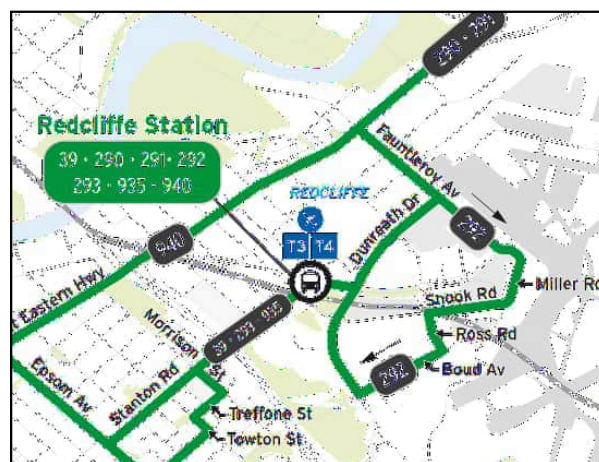 290 · 291
Redcliffe Station
39 · 290 · 291 · 292
293 · 935 · 940
Fauntleroy Av
REDCLIFFE
T3 T4
Dunreath Dr
292
940
Miller Rd
Snook Rd
t Eastern Hwy
39 · 293 · 935
Morrison St
Ross Rd
Epsom Av
Stanton Rd
292
Boud Av
Treffone St
Towton St